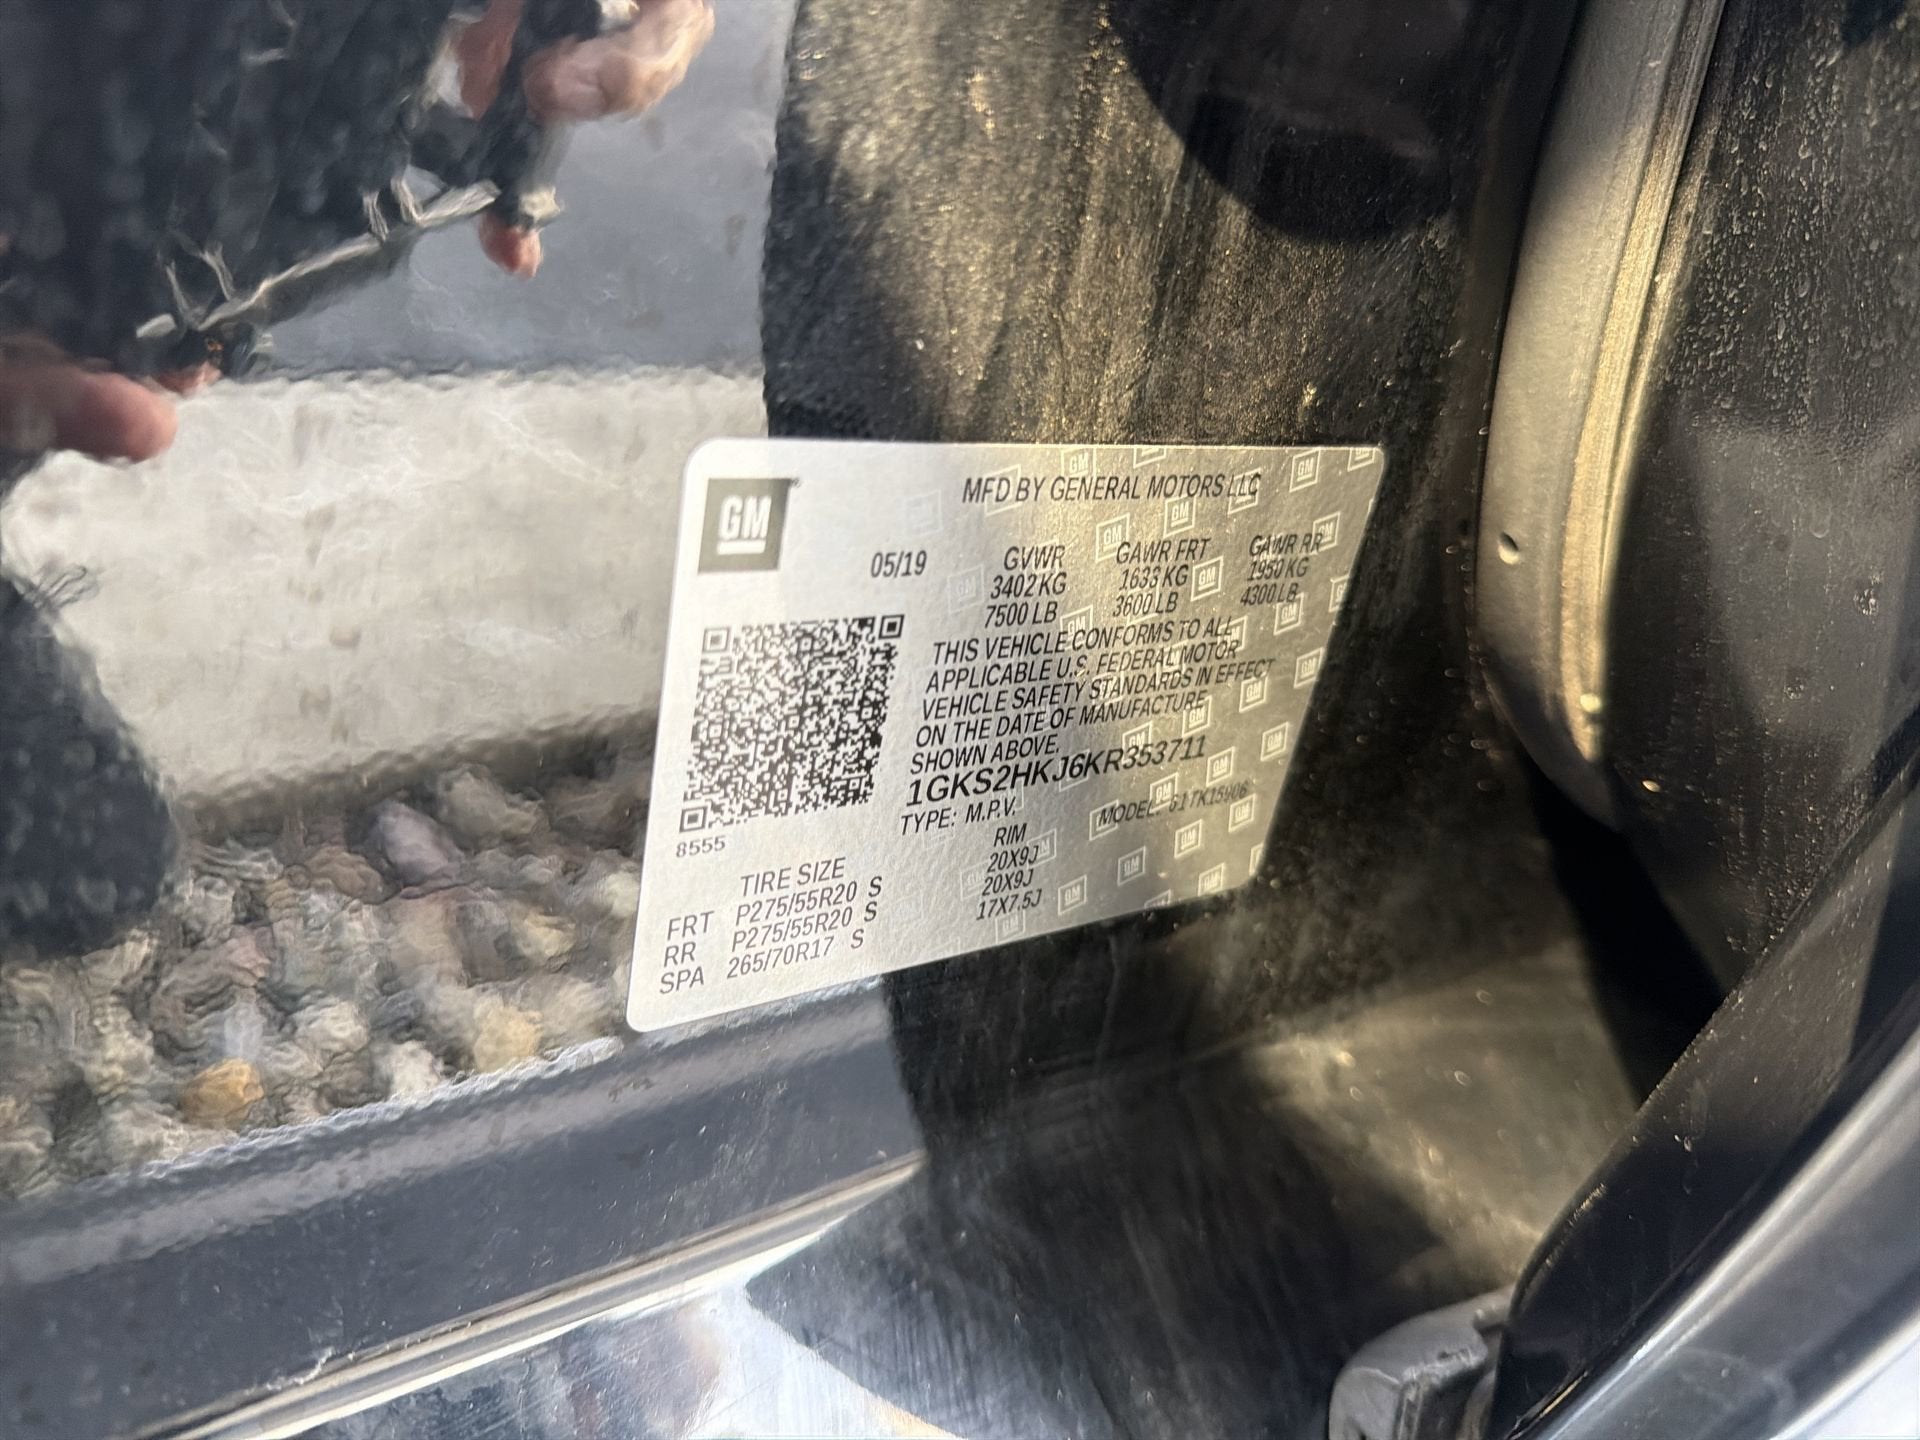 GM
MFD BY GENERAL MOTORS LLC
05/19 GVWR GAWR FRT GAWR RR
3402 KG 1633 KG 1950 KG
7500 LB 3600 LB 4300 LB
THIS VEHICLE CONFORMS TO ALL
APPLICABLE U.S. FEDERAL MOTOR
VEHICLE SAFETY STANDARDS IN EFFECT
ON THE DATE OF MANUFACTURE
SHOWN ABOVE.
1GKS2HKJ6KR353711
TYPE: M.P.V. MODEL:
8555
TIRE SIZE RIM
FRT P275/55R20 S 20X9J
RR P275/55R20 S 20X9J
SPA 265/70R17 S 17X7.5J